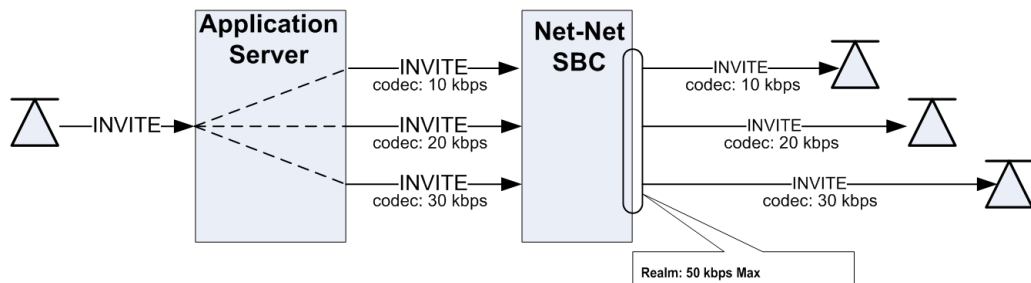 Application
Server
Net-Net
SBC
INVITE
INVITE
codec: 10 kbps
INVITE
codec: 20 kbps
INVITE
codec: 30 kbps
INVITE
codec: 10 kbps
INVITE
codec: 20 kbps
INVITE
codec: 30 kbps
Realm: 50 kbps Max